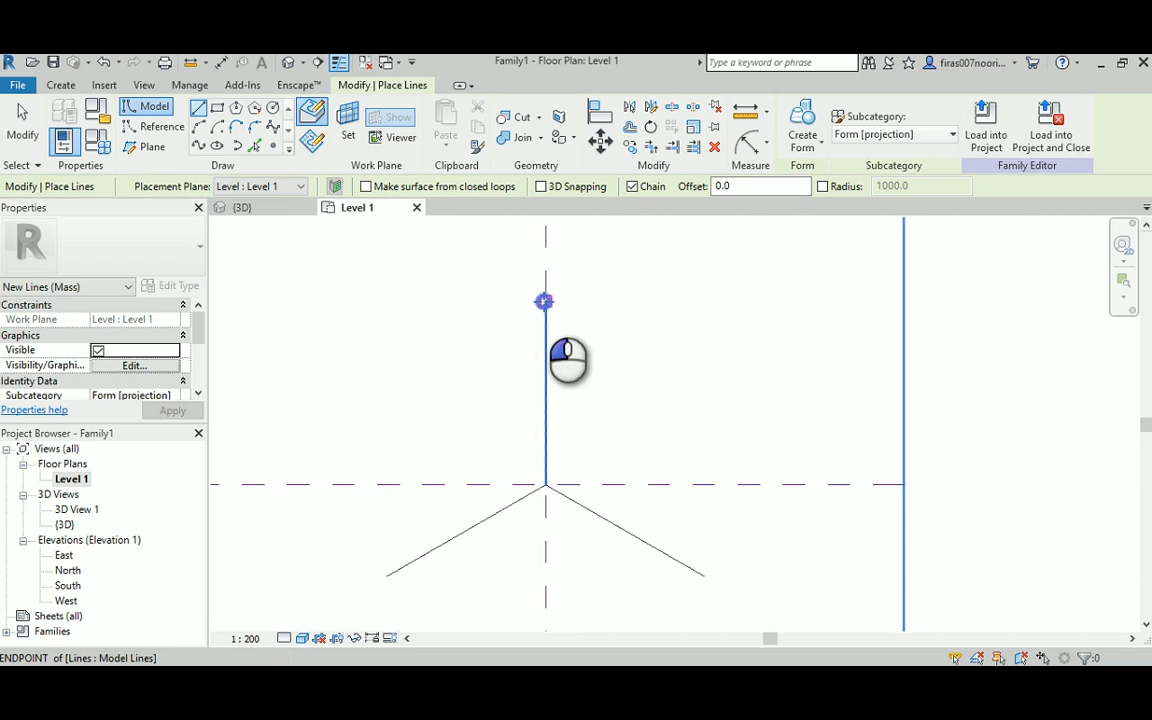 Family1 - Floor Plan: Level 1
Type a keyword or phrase
firas007noori...
File
Create
Insert
View
Manage
Add-Ins
Enscape™
Modify | Place Lines
Modify
Model
Reference
Plane
Set
Show
Viewer
Paste
Cut
Join
Create
Form
Subcategory:
Form [projection]
Load into
Project
Load into
Project and Close
Select
Properties
Draw
Work Plane
Clipboard
Geometry
Modify
Measure
Form
Subcategory
Family Editor
Modify | Place Lines
Placement Plane:
Level : Level 1
Make surface from closed loops
3D Snapping
Chain
Offset:
0.0
Radius:
1000.0
Properties
{3D}
Level 1
R
New Lines (Mass)
Edit Type
Constraints
Work Plane
Level : Level 1
Graphics
Visible
Visibility/Graphi...
Edit...
Identity Data
Subcategory
Form [projection]
Properties help
Apply
Project Browser - Family1
Views (all)
Floor Plans
Level 1
3D Views
3D View 1
{3D}
Elevations (Elevation 1)
East
North
South
West
Sheets (all)
Families
1 : 200
ENDPOINT of [Lines : Model Lines]
:0
2D